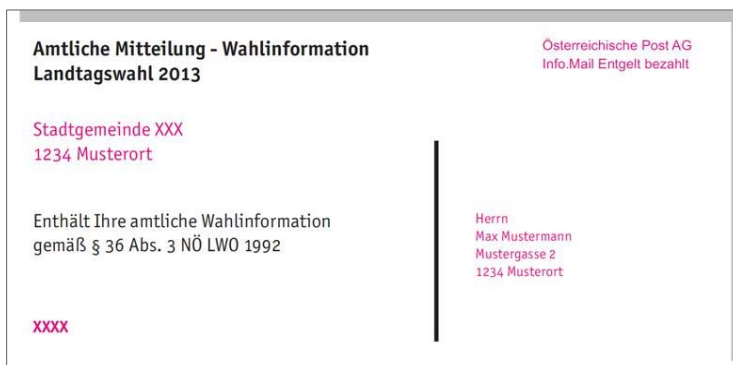 Amtliche Mitteilung - Wahlinformation
Landtagswahl 2013
Österreichische Post AG
Info.Mail Entgelt bezahlt
Stadtgemeinde XXX
1234 Musterort
Enthält Ihre amtliche Wahlinformation
gemäß § 36 Abs. 3 NÖ LWO 1992
Herrn
Max Mustermann
Mustergasse 2
1234 Musterort
XXXX